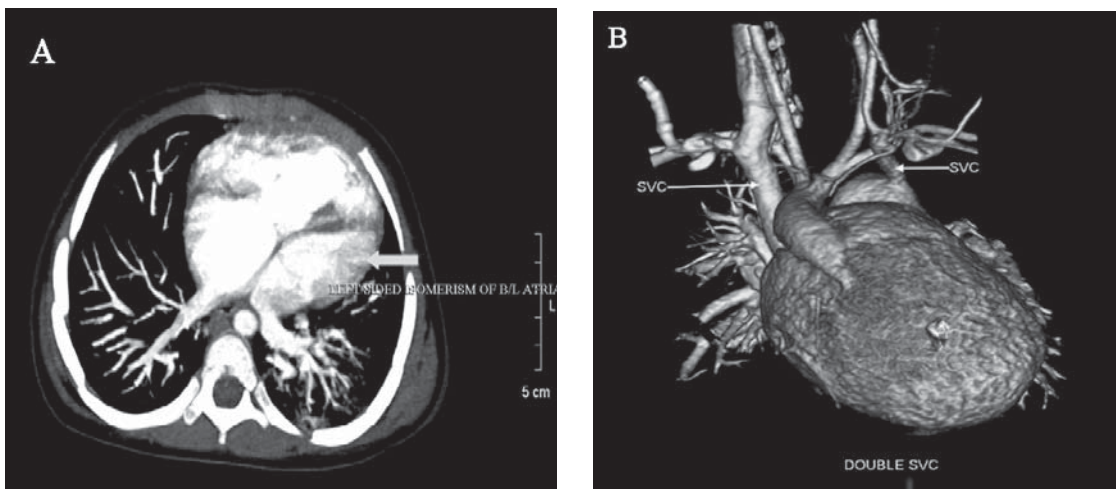 A
LEFT SIDED ISOMERISM OF B/L ATRIA
L
5 cm
B
SVC
SVC
DOUBLE SVC